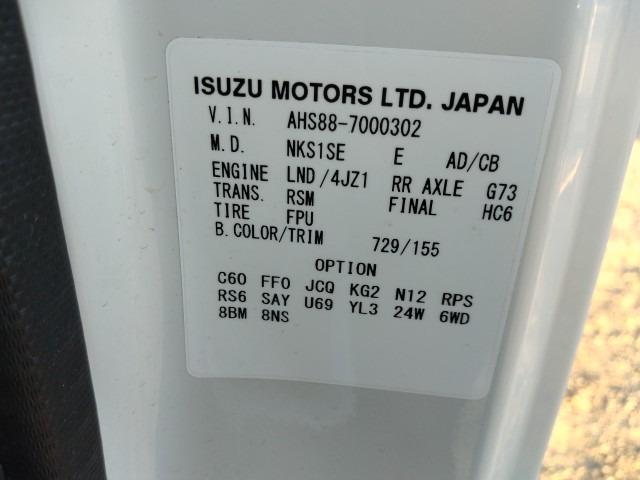 ISUZU MOTORS LTD. JAPAN
V.I.N. AHS88-7000302
M.D. NKS1SE E AD/CB
ENGINE LND/4JZ1 RR AXLE G73
TRANS. RSM FINAL HC6
TIRE FPU
B.COLOR/TRIM 729/155
OPTION
C60 FF0 JCQ KG2 N12 RPS
RS6 SAY U69 YL3 24W 6WD
8BM 8NS